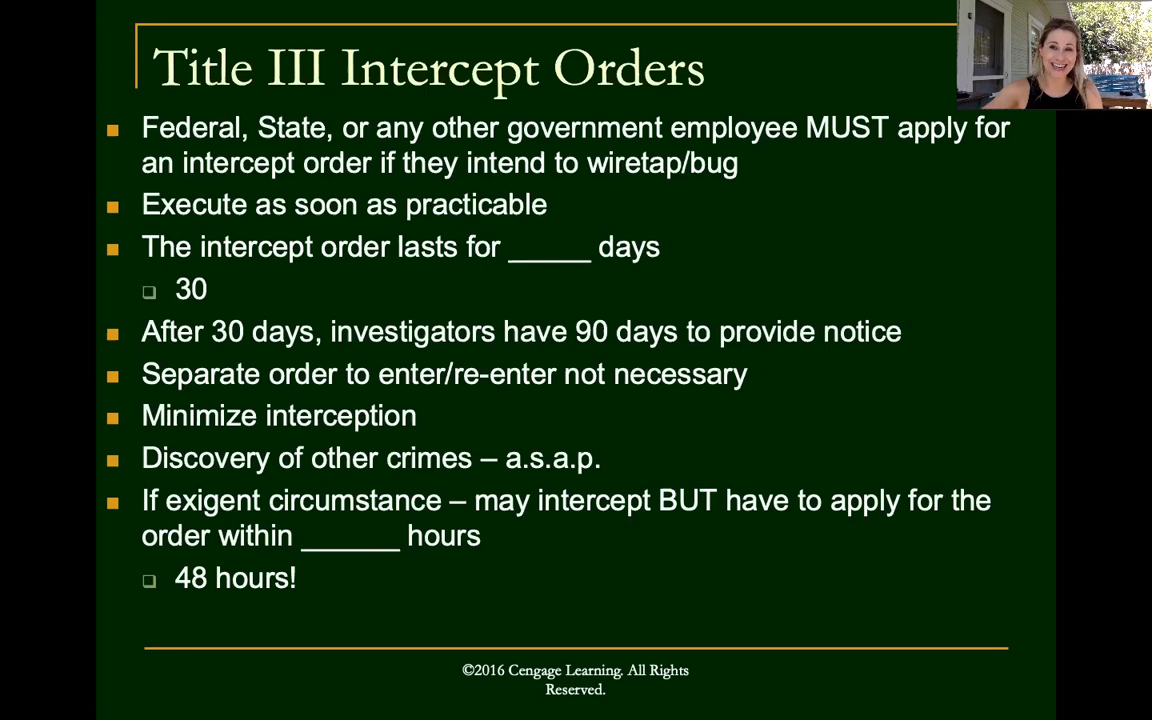 Title III Intercept Orders
Federal, State, or any other government employee MUST apply for
an intercept order if they intend to wiretap/bug
Execute as soon as practicable
The intercept order lasts for _____ days
30
After 30 days, investigators have 90 days to provide notice
Separate order to enter/re-enter not necessary
Minimize interception
Discovery of other crimes – a.s.a.p.
If exigent circumstance – may intercept BUT have to apply for the
order within ______ hours
48 hours!
©2016 Cengage Learning. All Rights
Reserved.